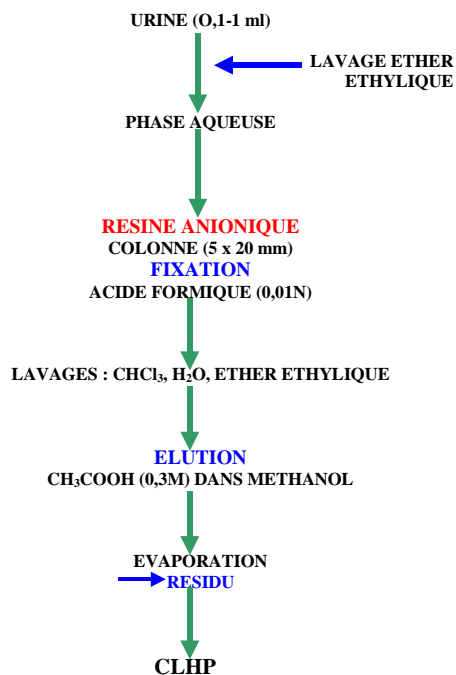 URINE (O,1-1 ml)
LAVAGE ETHER
ETHYLIQUE
PHASE AQUEUSE
RESINE ANIONIQUE
COLONNE (5 x 20 mm)
FIXATION
ACIDE FORMIQUE (0,01N)
LAVAGES : CHCl₃, H₂O, ETHER ETHYLIQUE
ELUTION
CH₃COOH (0,3M) DANS METHANOL
EVAPORATION
RESIDU
CLHP